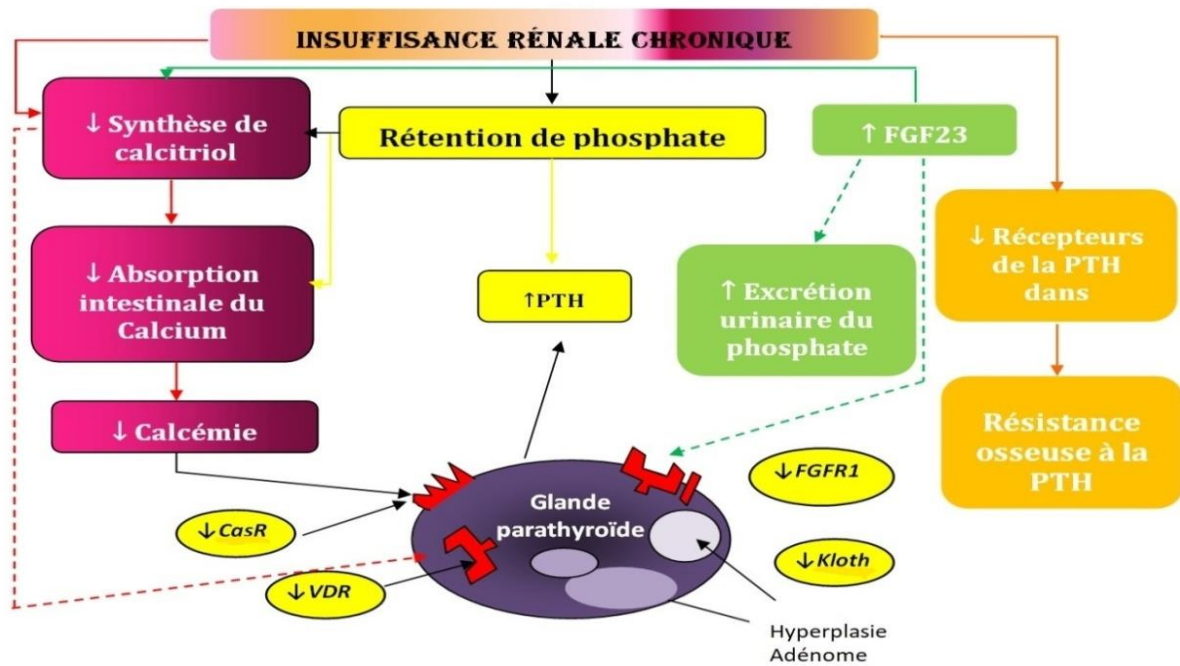 INSUFFISANCE RÉNALE CHRONIQUE
↓ Synthèse de
calcitriol
Rétention de phosphate
↑ FGF23
↓ Absorption
intestinale du
Calcium
↑PTH
↑ Excrétion
urinaire du
phosphate
↓ Récepteurs
de la PTH
dans
↓ Calcémie
Résistance
osseuse à la
PTH
Glande
parathyroïde
↓FGFR1
↓CasR
↓Kloth
↓VDR
Hyperplasie
Adénome